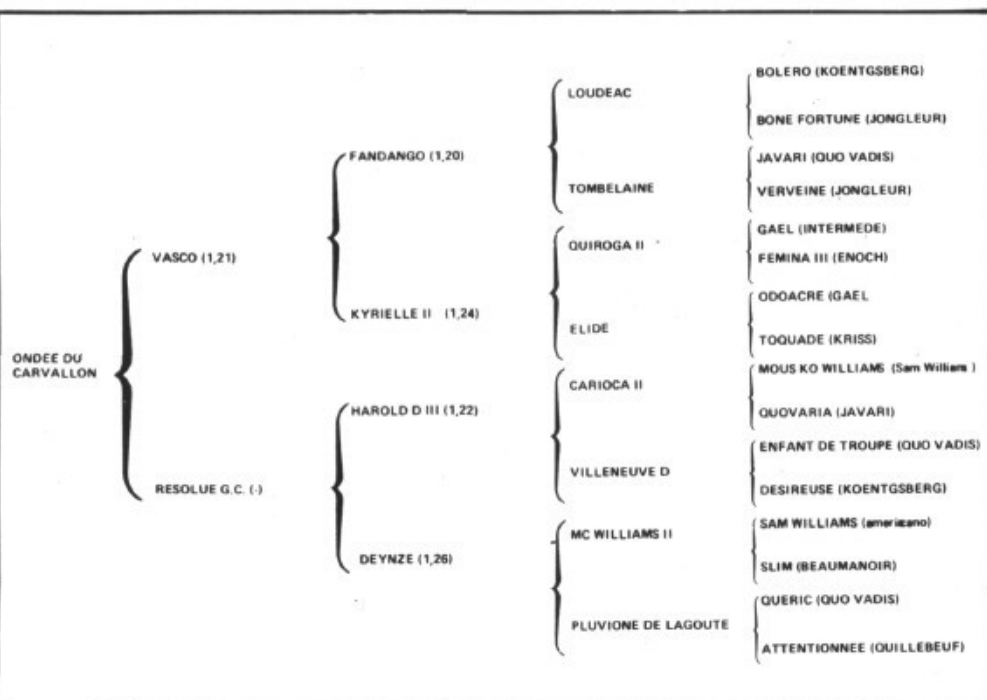 ONDEE DU
CARVALLON
VASCO (1,21)
RESOLUE G.C. (-)
FANDANGO (1,20)
KYRIELLE II (1,24)
HAROLD D III (1,22)
DEYNZE (1,26)
LOUDEAC
TOMBELAINE
QUIROGA II
ELIDE
CARIOCA II
VILLENEUVE D
MC WILLIAMS II
PLUVIONE DE LAGOUTE
BOLERO (KOENTGSBERG)
BONE FORTUNE (JONGLEUR)
JAVARI (QUO VADIS)
VERVEINE (JONGLEUR)
GAEL (INTERMEDE)
FEMINA III (ENOCH)
ODOACRE (GAEL
TOQUADE (KRISS)
MOUS KO WILLIAMS (Sam William )
QUOVARIA (JAVARI)
ENFANT DE TROUPE (QUO VADIS)
DESIREUSE (KOENTGSBERG)
SAM WILLIAMS (americano)
SLIM (BEAUMANOIR)
QUERIC (QUO VADIS)
ATTENTIONNEE (QUILLEBEUF)